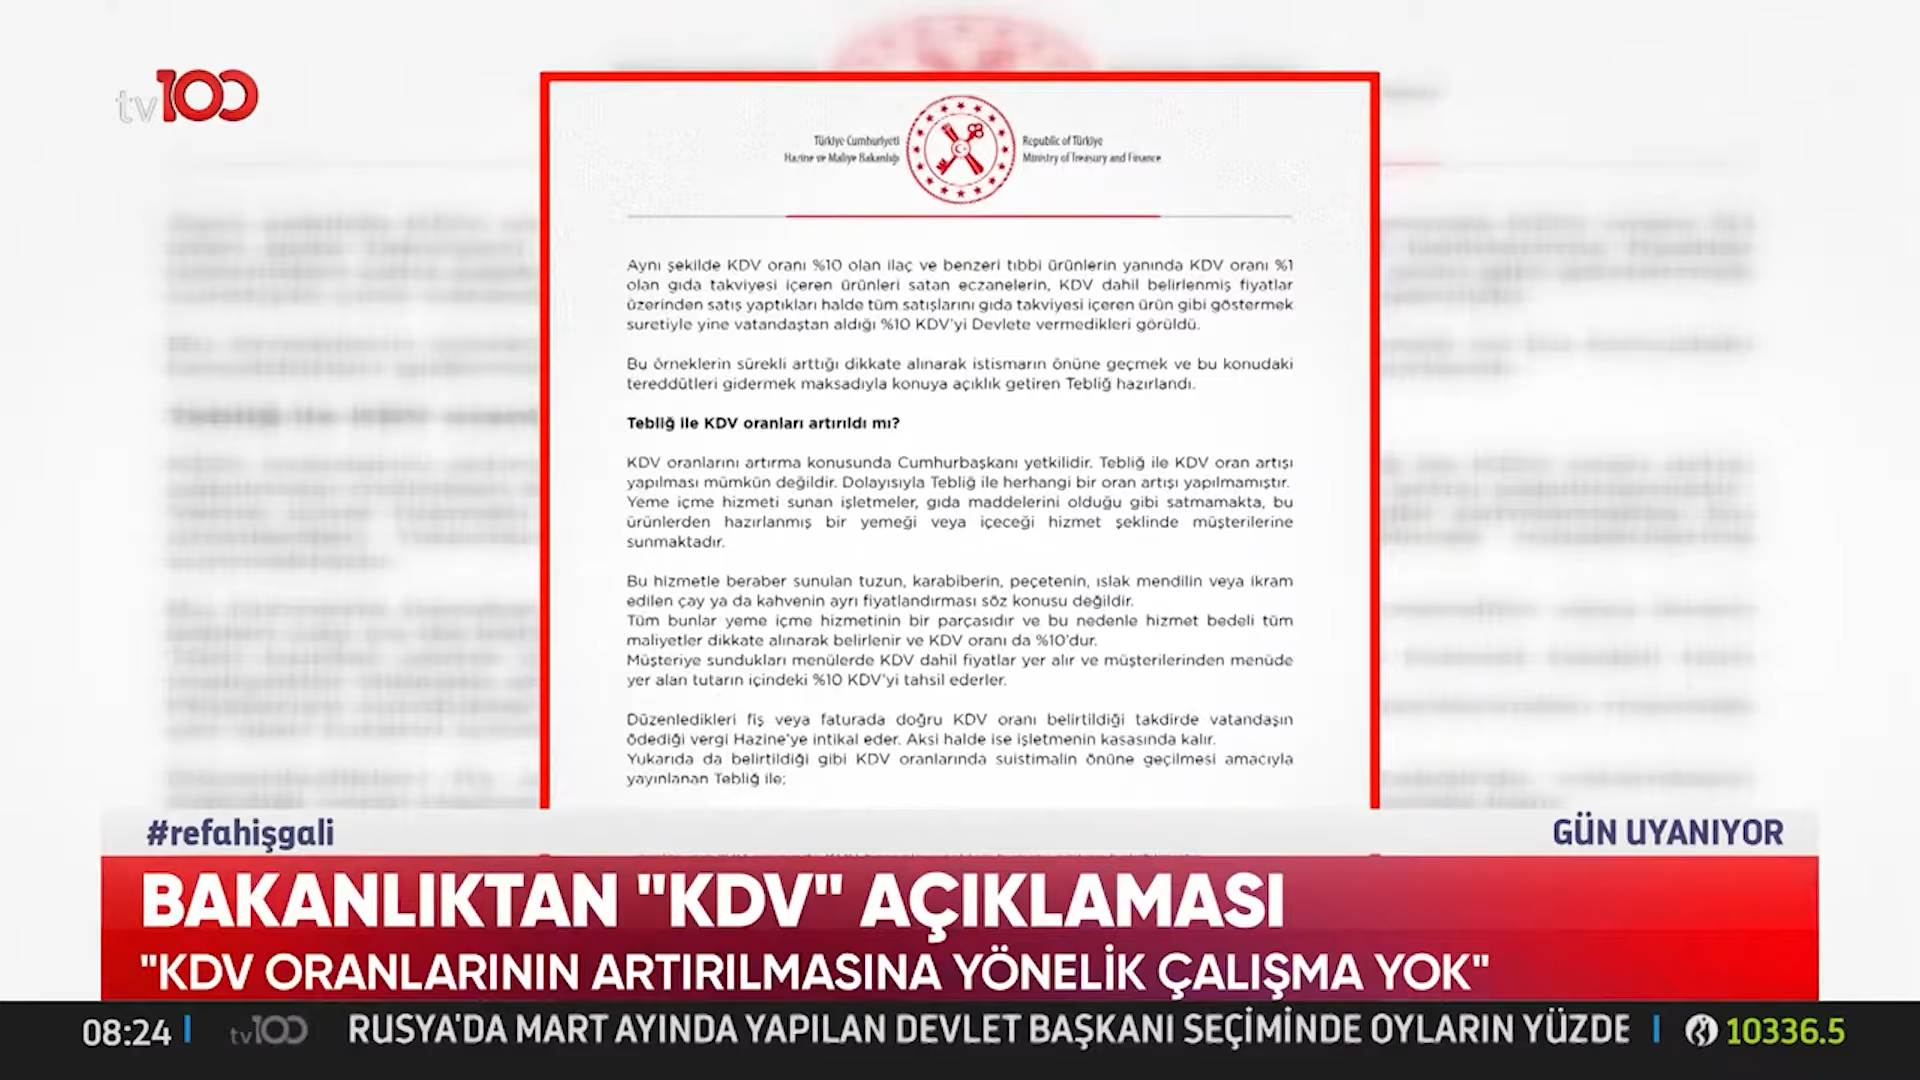 tv100
Türkiye Cumhuriyeti
Hazine ve Maliye Bakanlığı
Republic of Türkiye
Ministry of Treasury and Finance
Aynı şekilde KDV oranı %10 olan ilaç ve benzeri tıbbi ürünlerin yanında KDV oranı %1
olan gıda takviyesi içeren ürünleri satan eczanelerin, KDV dahil belirlenmiş fiyatlar
üzerinden satış yaptıkları halde tüm satışlarını gıda takviyesi içeren ürün gibi göstermek
suretiyle yine vatandaştan aldığı %10 KDV'yi Devlete vermedikleri görüldü.
Bu örneklerin sürekli arttığı dikkate alınarak istismarın önüne geçmek ve bu konudaki
tereddütleri gidermek maksadıyla konuya açıklık getiren Tebliğ hazırlandı.
Tebliğ ile KDV oranları artırıldı mı?
KDV oranlarını artırma konusunda Cumhurbaşkanı yetkilidir. Tebliğ ile KDV oran artışı
yapılması mümkün değildir. Dolayısıyla Tebliğ ile herhangi bir oran artışı yapılmamıştır.
Yeme içme hizmeti sunan işletmeler, gıda maddelerini olduğu gibi satmamakta, bu
ürünlerden hazırlanmış bir yemeği veya içeceği hizmet şeklinde müşterilerine
sunmaktadır.
Bu hizmetle beraber sunulan tuzun, karabiberin, peçetenin, ıslak mendilin veya ikram
edilen çay ya da kahvenin ayrı fiyatlandırması söz konusu değildir.
Tüm bunlar yeme içme hizmetinin bir parçasıdır ve bu nedenle hizmet bedeli tüm
maliyetler dikkate alınarak belirlenir ve KDV oranı da %10'dur.
Müşteriye sundukları menülerde KDV dahil fiyatlar yer alır ve müşterilerinden menüde
yer alan tutarın içindeki %10 KDV'yi tahsil ederler.
Düzenledikleri fiş veya faturada doğru KDV oranı belirtildiği takdirde vatandaşın
ödediği vergi Hazine'ye intikal eder. Aksi halde ise işletmenin kasasında kalır.
Yukarıda da belirtildiği gibi KDV oranlarında suistimalin önüne geçilmesi amacıyla
yayınlanan Tebliğ ile;
#refahişgali
GÜN UYANIYOR
BAKANLIKTAN "KDV" AÇIKLAMASI
"KDV ORANLARININ ARTIRILMASINA YÖNELİK ÇALIŞMA YOK"
08:24 tv100 RUSYA'DA MART AYINDA YAPILAN DEVLET BAŞKANI SEÇİMİNDE OYLARIN YÜZDE 10336.5